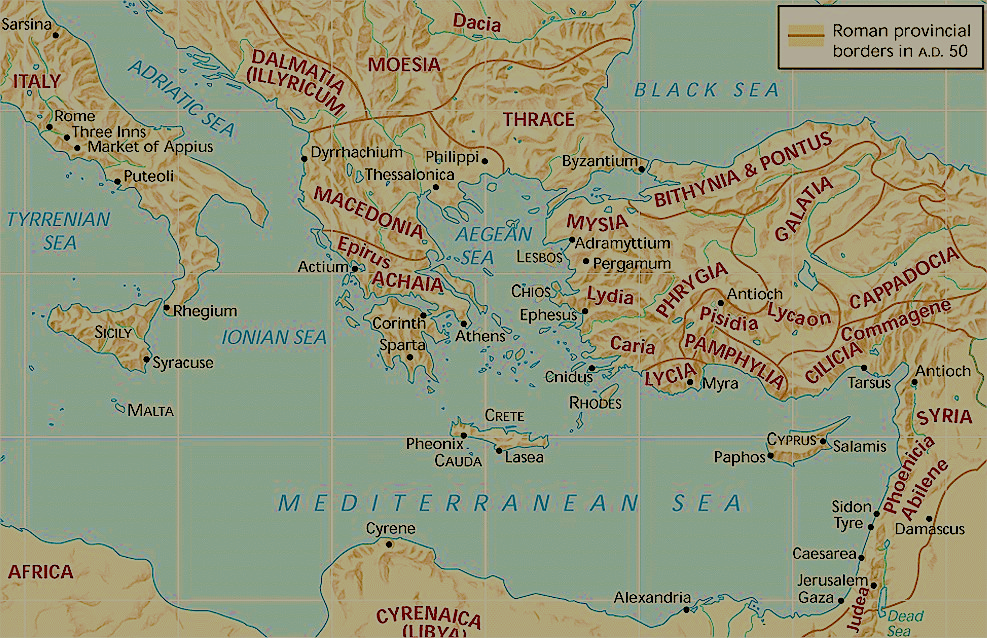 Roman provincial
borders in A.D. 50
Sarsina
Dacia
ITALY
ADRIATIC SEA
DALMATIA
(ILLYRICUM)
MOESIA
BLACK SEA
Rome
Three Inns
Market of Appius
Puteoli
THRACE
Dyrrhachium
Philippi
Thessalonica
Byzantium
BITHYNIA & PONTUS
TYRRENIAN
SEA
MACEDONIA
AEGEAN
SEA
MYSIA
GALATIA
Adramyttium
LESBOS
Pergamum
Epirus
Actium
ACHAIA
CHIOS
Lydia
PHRYGIA
Antioch
CAPPADOCIA
Rhegium
SICILY
IONIAN SEA
Corinth
Sparta
Athens
Ephesus
Pisidia
Lycaon
Commagene
Syracuse
Caria
PAMPHYLIA
CILICIA
Cnidus
LYCIA
Myra
Tarsus
Antioch
MALTA
RHODES
CRETE
SYRIA
Pheonix
CAUDA
Lasea
CYPRUS
Salamis
Paphos
Phoenicia
Abilene
MEDITERRANEAN SEA
Sidon
Tyre
Damascus
Cyrene
Caesarea
AFRICA
Jerusalem
Gaza
Alexandria
Judea
Dead
Sea
CYRENAICA
(LIBYA)